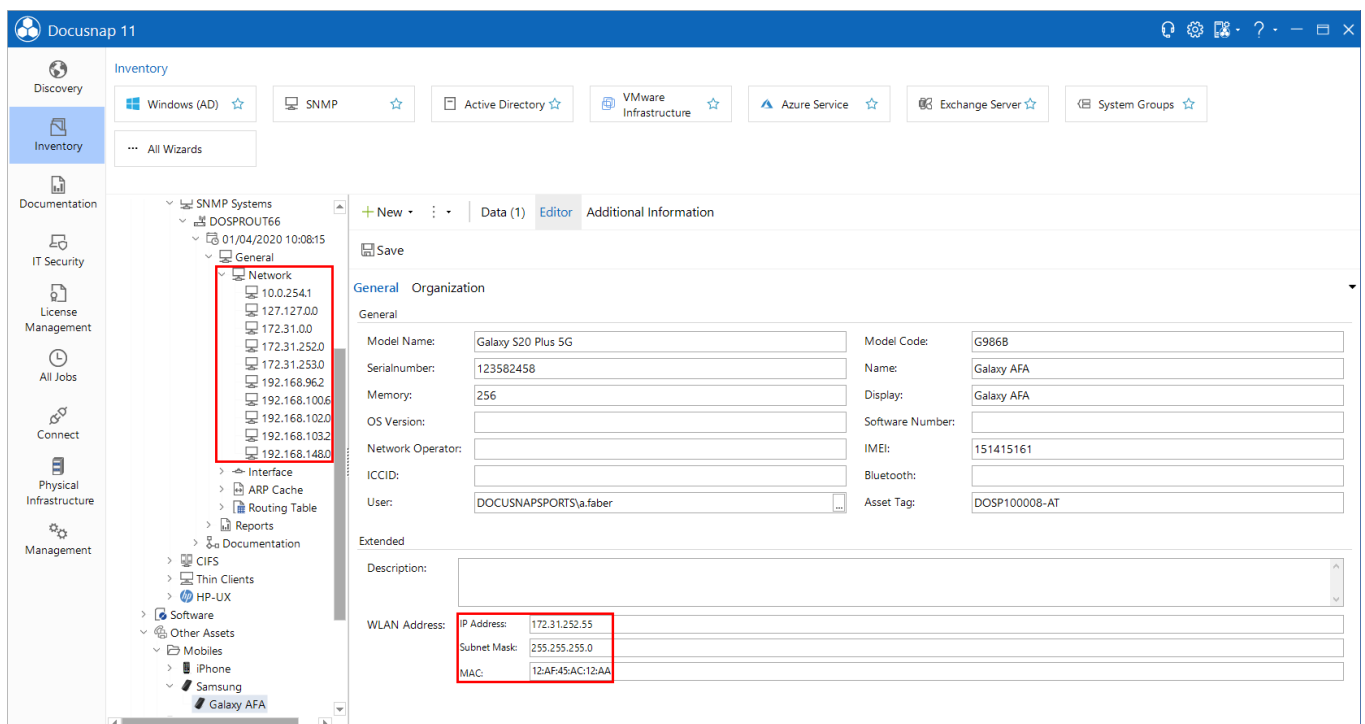 Docusnap 11
Discovery
Inventory
Documentation
IT Security
License
Management
All Jobs
Connect
Physical
Infrastructure
Management
Inventory
Windows (AD)
SNMP
Active Directory
VMware
Infrastructure
Azure Service
Exchange Server
System Groups
... All Wizards
SNMP Systems
DOSPROUT66
01/04/2020 10:08:15
General
Network
10.0.254.1
127.127.0.0
172.31.0.0
172.31.252.0
172.31.253.0
192.168.96.2
192.168.100.6
192.168.102.0
192.168.103.2
192.168.148.0
Interface
ARP Cache
Routing Table
Reports
Documentation
CIFS
Thin Clients
hp HP-UX
Software
Other Assets
Mobiles
iPhone
Samsung
Galaxy AFA
New Data (1) Editor Additional Information
Save
General Organization
General
Model Name: Galaxy S20 Plus 5G Model Code: G986B
Serialnumber: 123582458 Name: Galaxy AFA
Memory: 256 Display: Galaxy AFA
OS Version: Software Number:
Network Operator: IMEI: 151415161
ICCID: Bluetooth:
User: DOCUSNAPSPORTS\a.faber ... Asset Tag: DOSP100008-AT
Extended
Description:
WLAN Address: IP Address: 172.31.252.55
Subnet Mask: 255.255.255.0
MAC: 12:AF:45:AC:12:AA